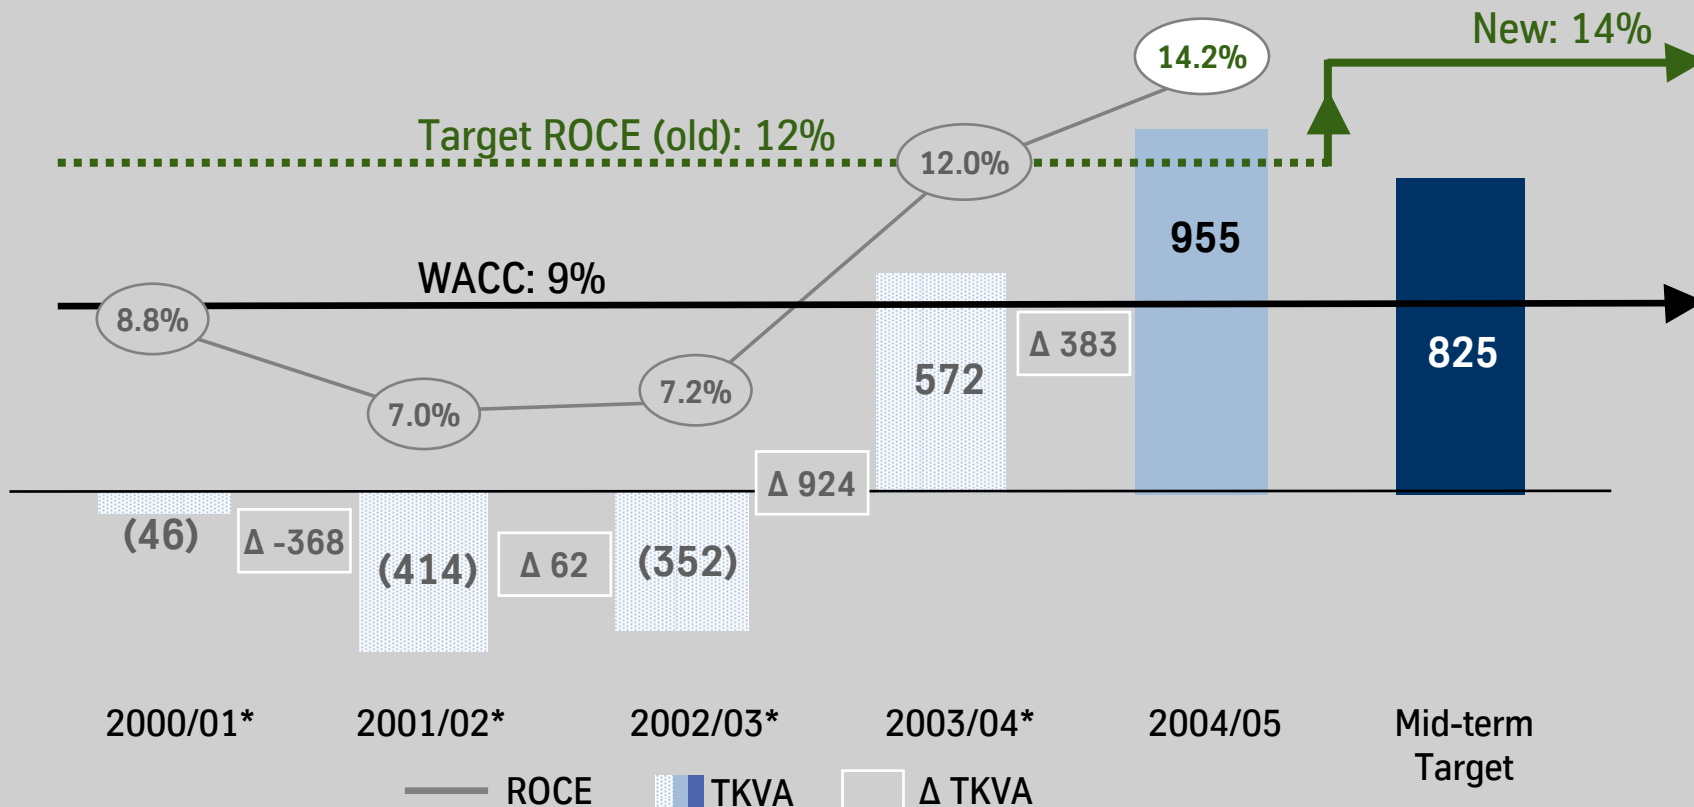 New: 14%
14.2%
Target ROCE (old): 12%
12.0%
955
WACC: 9%
8.8%
Δ 383
825
572
7.2%
7.0%
Δ 924
(46)
Δ -368
(414)
Δ 62
(352)
2000/01*
2001/02*
2002/03*
2003/04*
2004/05
Mid-term
Target
ROCE
TKVA
Δ TKVA